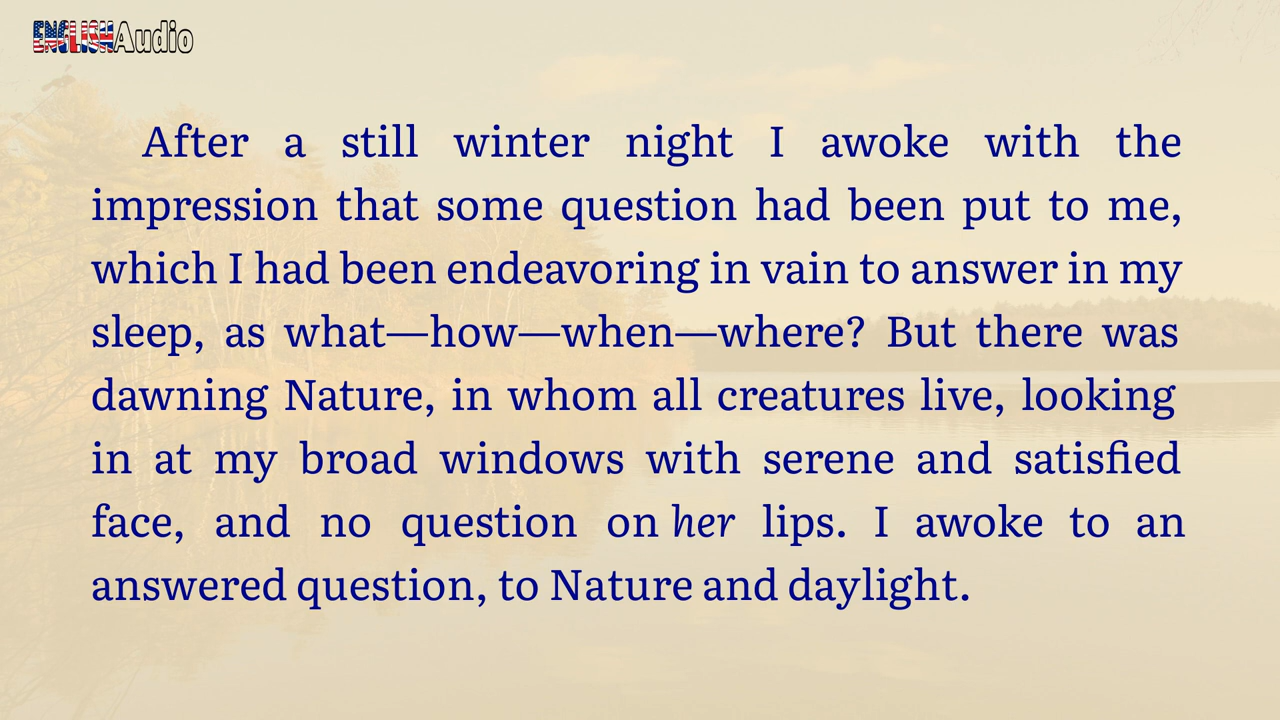 ENGLISHAudio
After a still winter night I awoke with the
impression that some question had been put to me,
which I had been endeavoring in vain to answer in my
sleep, as what—how—when—where? But there was
dawning Nature, in whom all creatures live, looking
in at my broad windows with serene and satisfied
face, and no question on her lips. I awoke to an
answered question, to Nature and daylight.